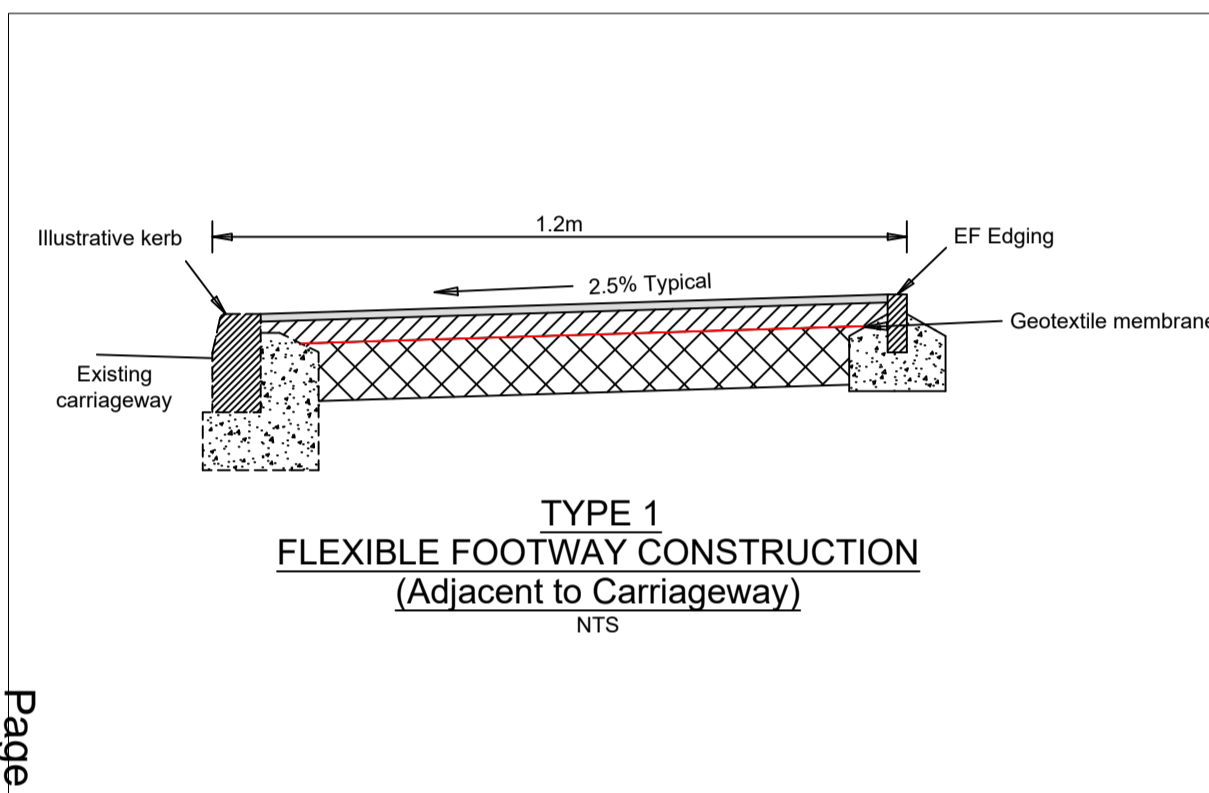 1.2m
Illustrative kerb
EF Edging
2.5% Typical
Geotextile membrane
Existing
carriageway
TYPE 1
FLEXIBLE FOOTWAY CONSTRUCTION
(Adjacent to Carriageway)
NTS
Page